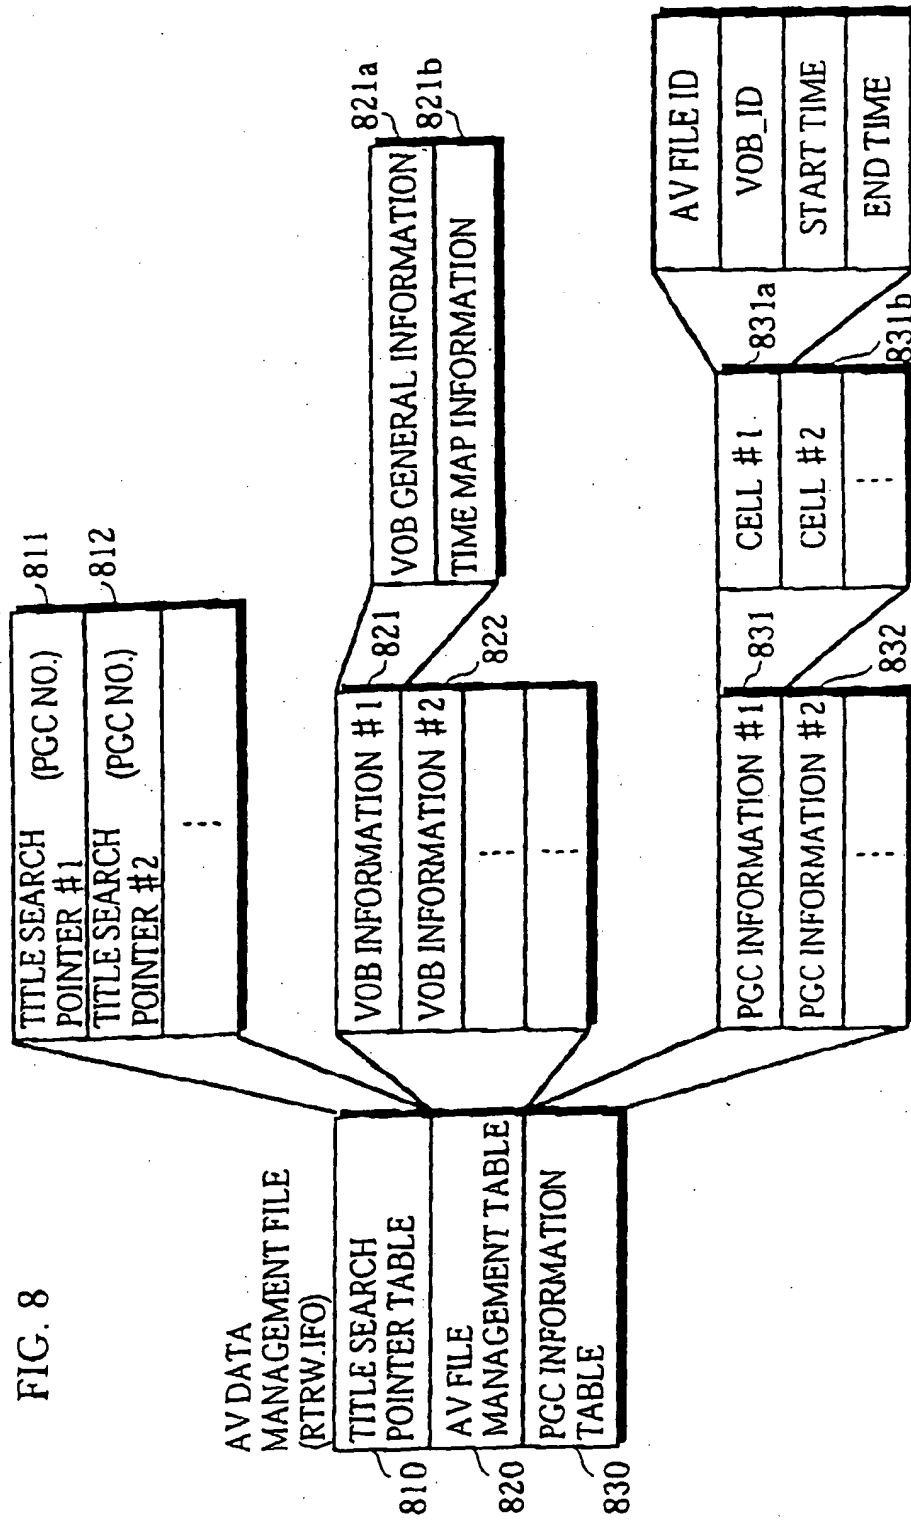 FIG. 8
AV DATA
MANAGEMENT FILE
(RTRW.IFO)
TITLE SEARCH
POINTER TABLE
810
AV FILE
MANAGEMENT TABLE
820
PGC INFORMATION
TABLE
830
TITLE SEARCH
POINTER #1 (PGC NO.)
811
TITLE SEARCH
POINTER #2 (PGC NO.)
812
VOB INFORMATION #1
821
VOB INFORMATION #2
822
VOB GENERAL INFORMATION
821a
TIME MAP INFORMATION
821b
PGC INFORMATION #1
831
PGC INFORMATION #2
832
CELL #1
831a
CELL #2
831b
AV FILE ID
VOB_ID
START TIME
END TIME